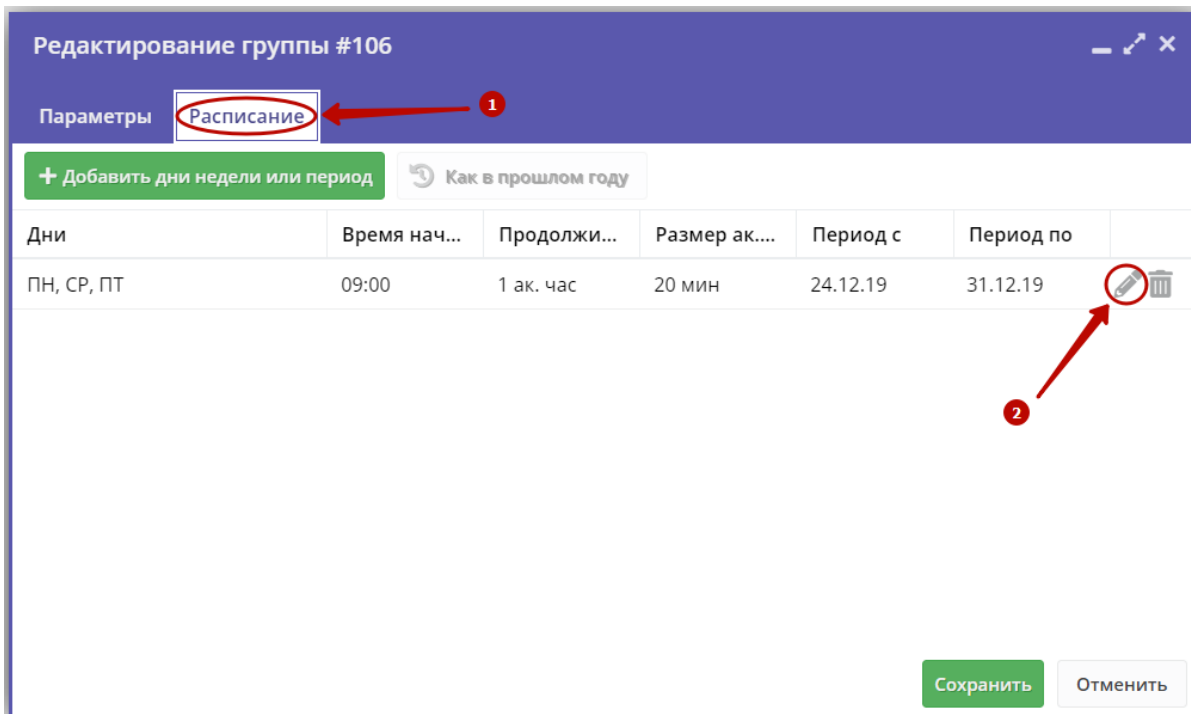 Редактирование группы #106
Параметры Расписание 1
Добавить дни недели или период Как в прошлом году
Дни Время нач... Продолжи... Размер ак.... Период с Период по
ПН, СР, ПТ 09:00 1 ак. час 20 мин 24.12.19 31.12.19
2
Сохранить Отменить